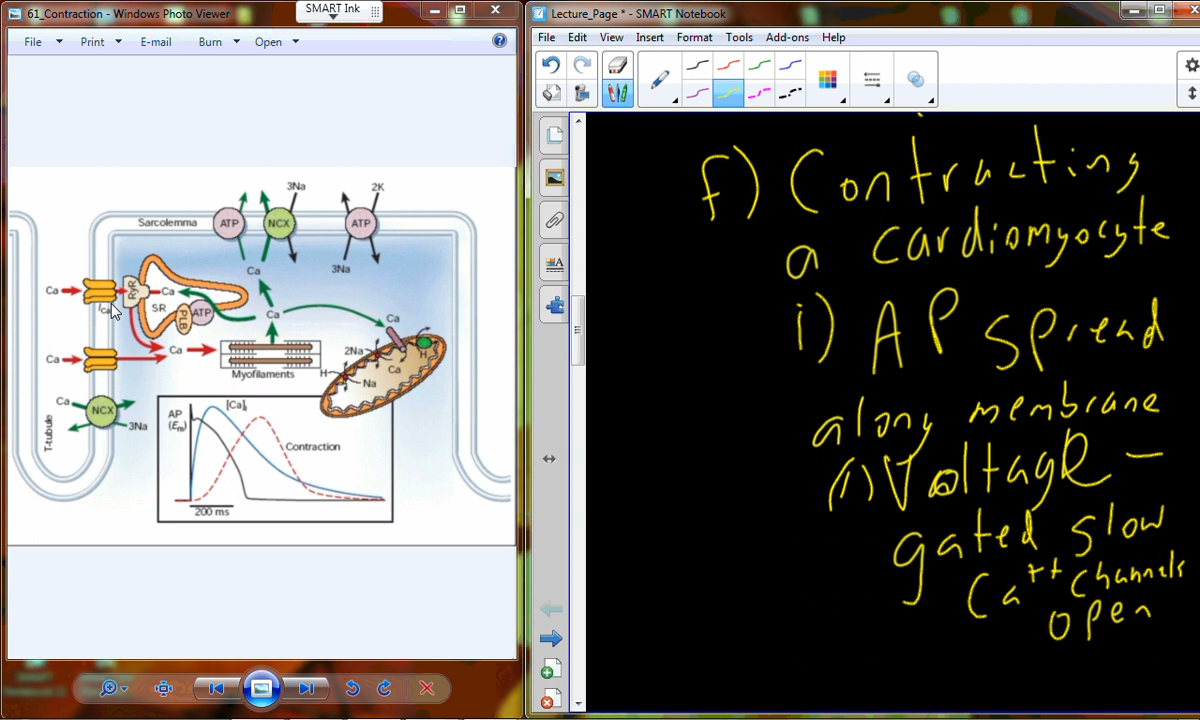 61_Contraction - Windows Photo Viewer
SMART Ink
File Print E-mail Burn Open
Sarcolemma
ATP
NCX
3Na
ATP
2K
3Na
Ca
Ca
RyR
Ca
SR
PLB
ATP
Ca
Ca
ICa
Ca
Ca
Myofilaments
2Na
H
Na
Ca
H
Ca
NCX
3Na
T-tubule
AP
(Em)
[Ca]i
Contraction
200 ms
Lecture_Page * - SMART Notebook
File Edit View Insert Format Tools Add-ons Help
f) Contracting
a cardiomyocyte
i) AP spread
along membrane
(1) Voltage-
gated slow
Ca++ channels
open